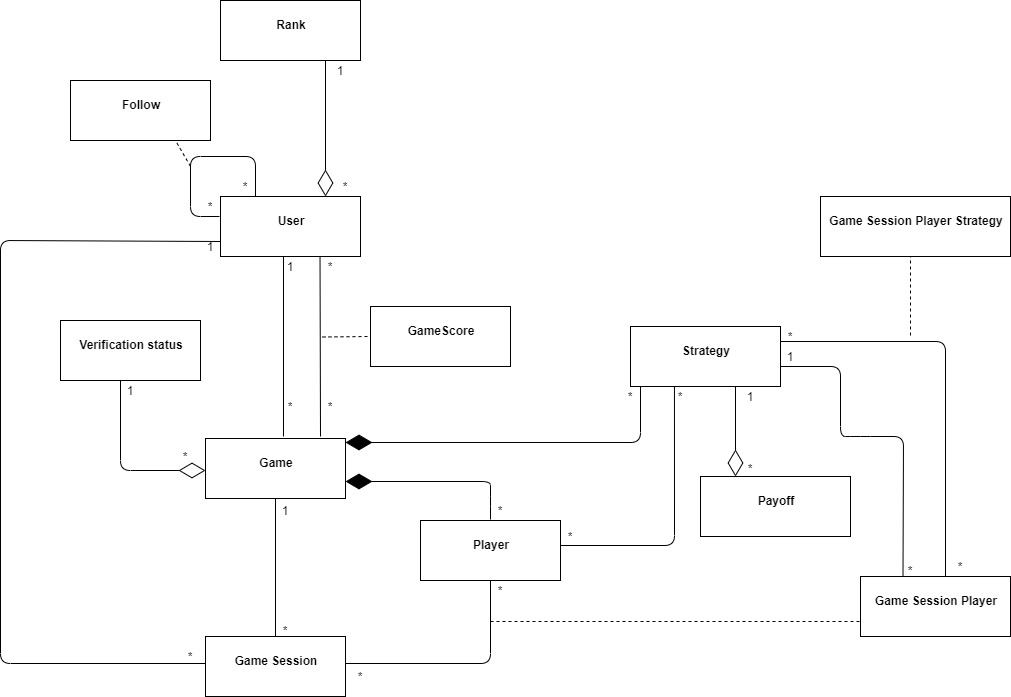 Rank
1
Follow
*
*
*
User
Game Session Player Strategy
1
1
*
GameScore
Verification status
Strategy
*
1
1
*
*
1
*
*
*
Game
*
Payoff
1
*
Player
*
*
*
*
Game Session Player
*
*
Game Session
*